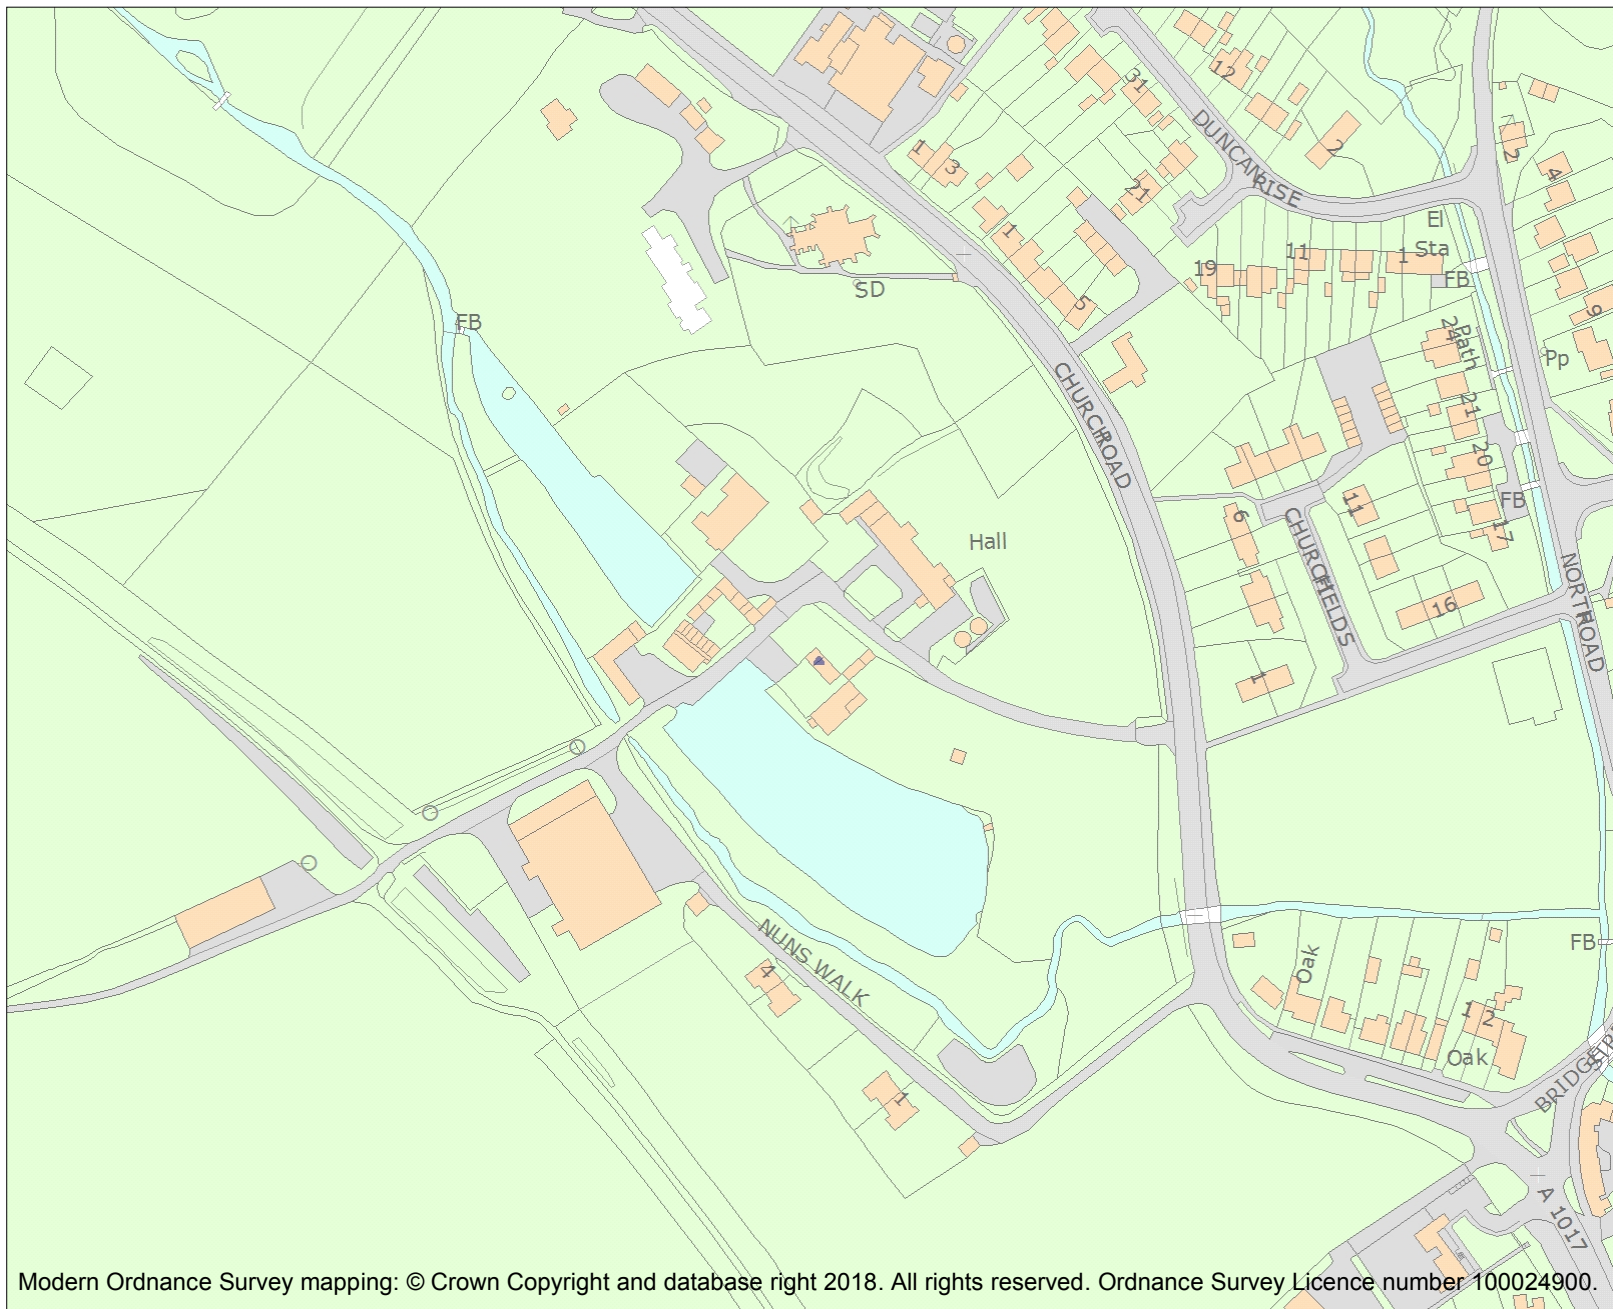 31
12
2
2
4
DUNCAN RISE
1
3
21
El
Sta
1
11
19
1
FB
SD
5
9
FB
24
Path
Pp
CHURCH ROAD
21
20
FB
6
11
17
Hall
CHURCH FIELDS
16
NORTH ROAD
1
NUNS WALK
4
Oak
FB
1 2
Oak
BRIDGE
1
A 1017
Modern Ordnance Survey mapping: © Crown Copyright and database right 2018. All rights reserved. Ordnance Survey Licence number 100024900.